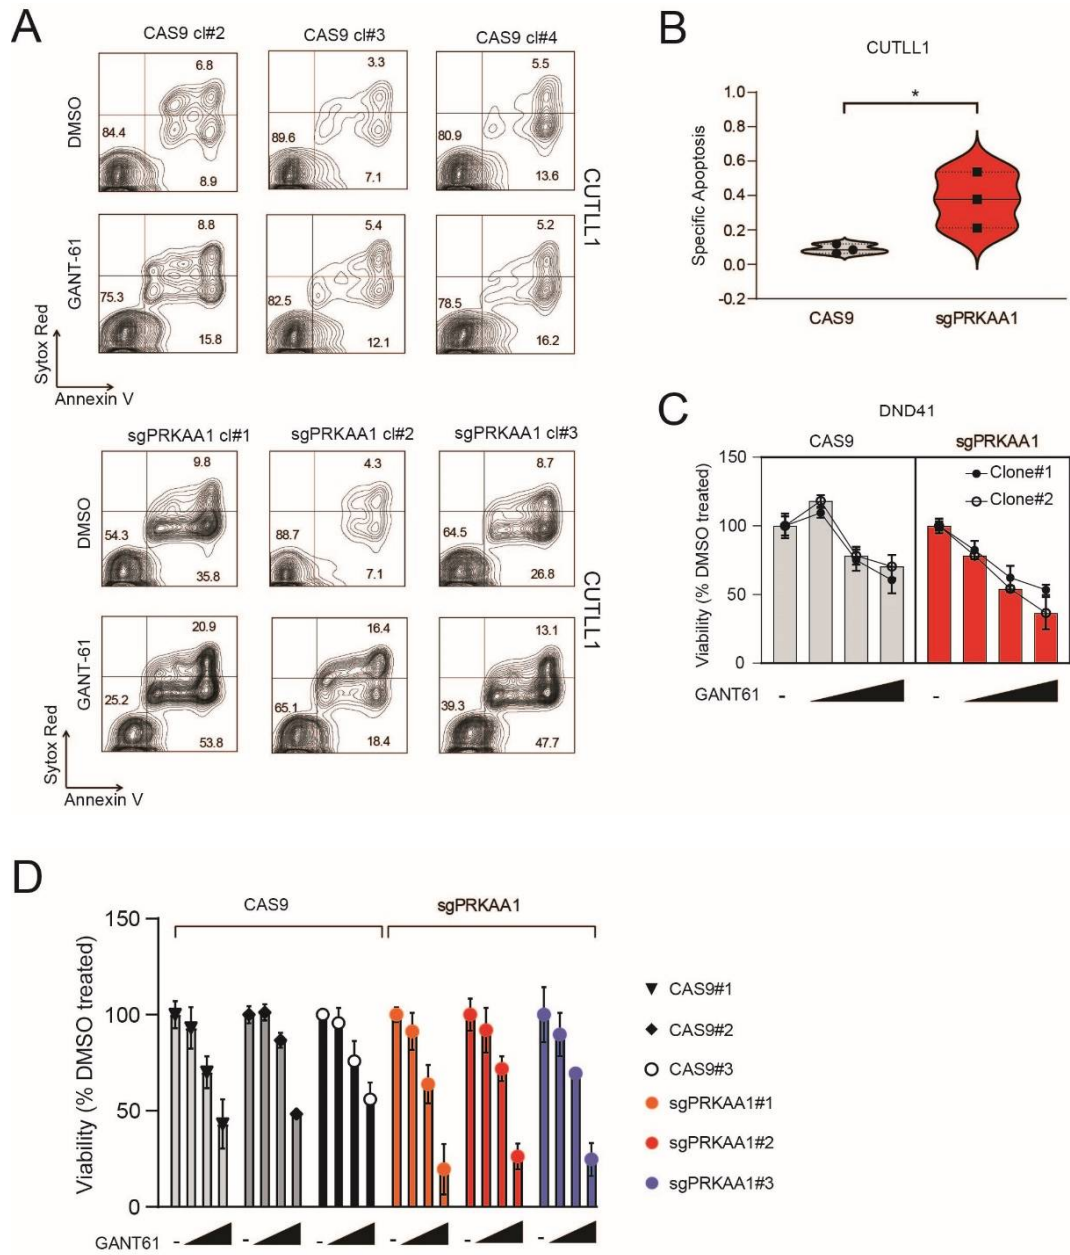 A
CAS9 cl#2
CAS9 cl#3
CAS9 cl#4
DMSO
6.8
84.4
8.9
3.3
89.6
7.1
5.5
80.9
13.6
GANT-61
8.8
75.3
15.8
5.4
82.5
12.1
5.2
78.5
16.2
CUTLL1
Sytox Red
Annexin V
sgPRKAA1 cl#1
sgPRKAA1 cl#2
sgPRKAA1 cl#3
DMSO
9.8
54.3
35.8
4.3
88.7
7.1
8.7
64.5
26.8
GANT-61
20.9
25.2
53.8
16.4
65.1
18.4
13.1
39.3
47.7
CUTLL1
Sytox Red
Annexin V
B
CUTLL1
Specific Apoptosis
1.0
0.8
0.6
0.4
0.2
0.0
-0.2
*
CAS9
sgPRKAA1
C
DND41
CAS9
sgPRKAA1
Viability (% DMSO treated)
150
100
50
0
Clone#1
Clone#2
GANT61
-
-
D
CAS9
sgPRKAA1
Viability (% DMSO treated)
150
100
50
0
GANT61
-
-
-
-
-
-
CAS9#1
CAS9#2
CAS9#3
sgPRKAA1#1
sgPRKAA1#2
sgPRKAA1#3